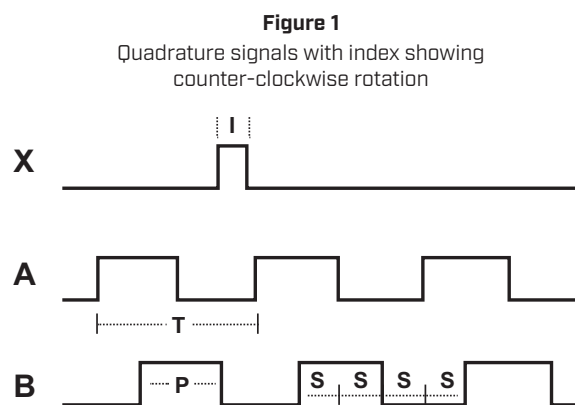 Figure 1
Quadrature signals with index showing
counter-clockwise rotation
I
X
A
T
B
P
S S S S